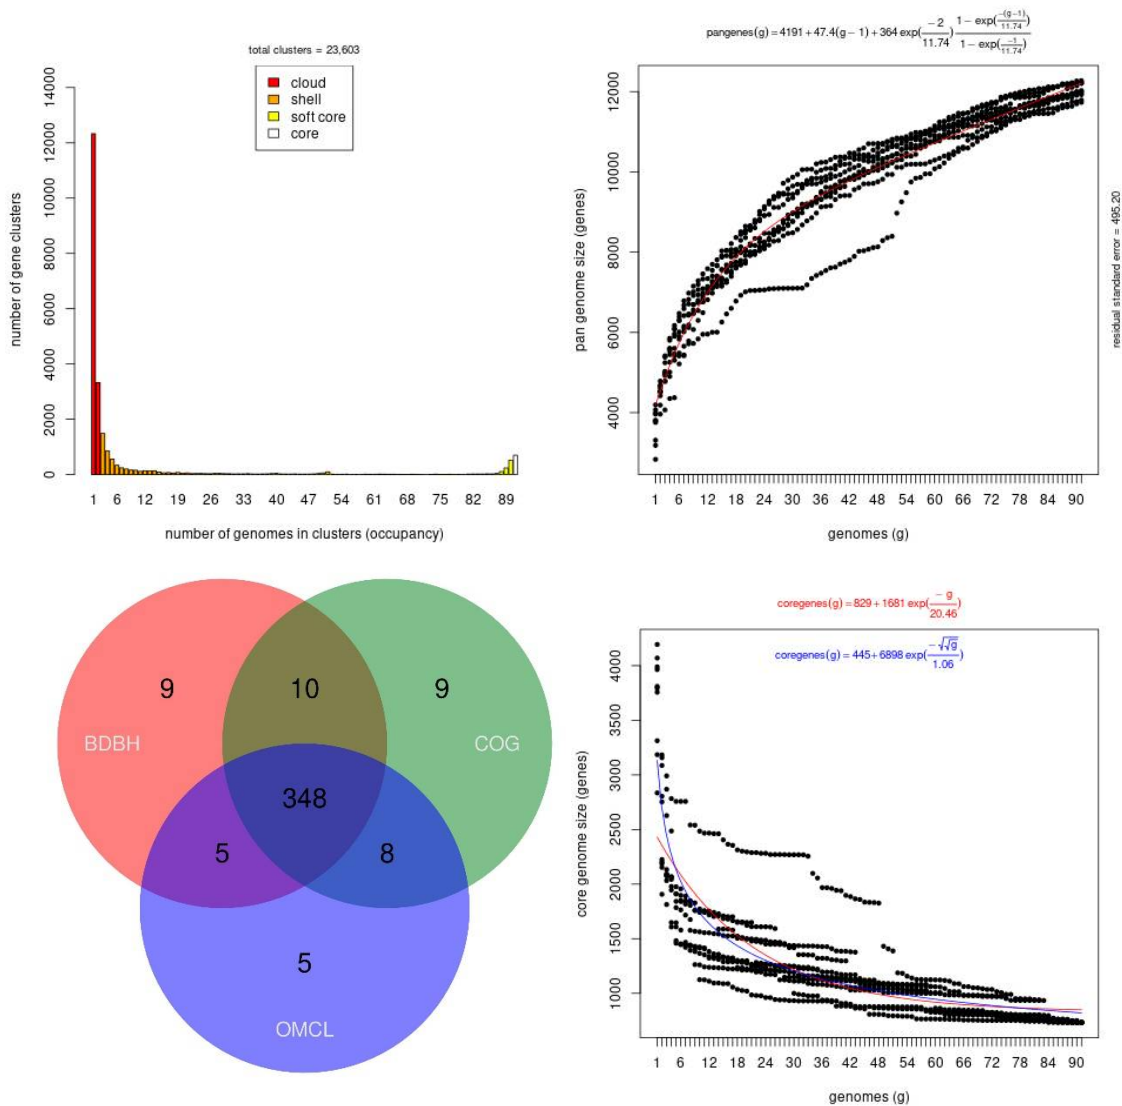 total clusters = 23,603
cloud
shell
soft core
core
number of gene clusters
0 2000 4000 6000 8000 10000 12000 14000
1 6 12 19 26 33 40 47 54 61 68 75 82 89
number of genomes in clusters (occupancy)
pangenes(g) = 4191 + 47.4(g−1) + 364 exp(−2/11.74) (1 − exp(−(g−1)/11.74))/(1 − exp(−1/11.74))
pan genome size (genes)
4000 6000 8000 10000 12000
1 6 12 18 24 30 36 42 48 54 60 66 72 78 84 90
genomes (g)
residual standard error = 495.20
9
10
9
BDBH
COG
348
5
8
5
OMCL
coregenes(g) = 829 + 1681 exp(−g/20.46)
coregenes(g) = 445 + 6898 exp(−√√g/1.06)
core genome size (genes)
1000 1500 2000 2500 3000 3500 4000
1 6 12 18 24 30 36 42 48 54 60 66 72 78 84 90
genomes (g)